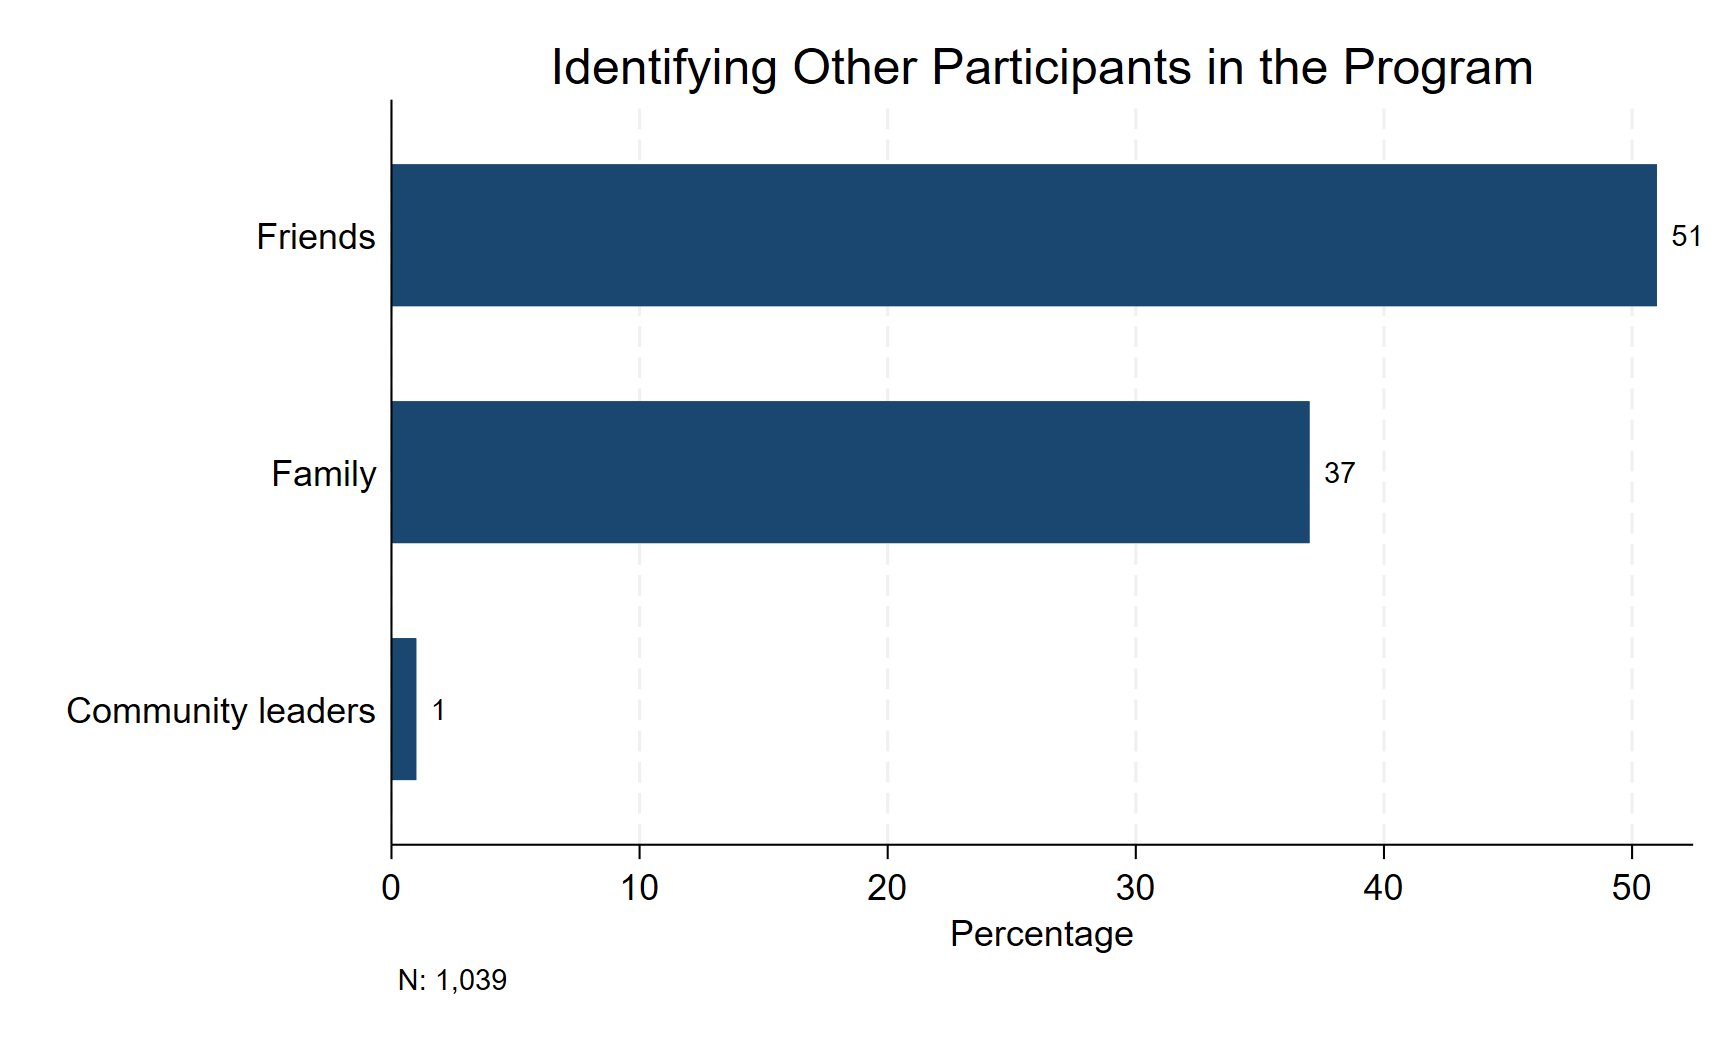 Identifying Other Participants in the Program
Friends
51
Family
37
Community leaders
1
0 10 20 30 40 50
Percentage
N: 1,039